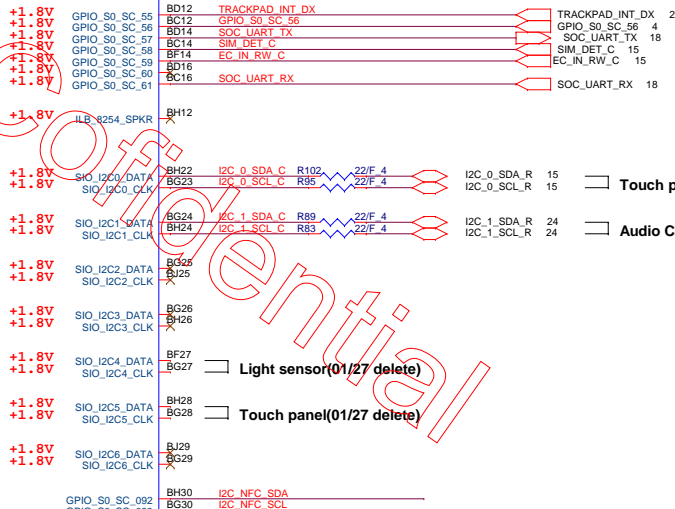 +1.8V GPIO_S0_SC_55 BD12 TRACKPAD_INT_DX TRACKPAD_INT_DX 2
+1.8V GPIO_S0_SC_56 BC12 GPIO_S0_SC_56 GPIO_S0_SC_56 4
+1.8V GPIO_S0_SC_57 BD14 SOC_UART_TX SOC_UART_TX 18
+1.8V GPIO_S0_SC_58 BC14 SIM_DET_C SIM_DET_C 15
+1.8V GPIO_S0_SC_59 BF14 EC_IN_RW_C EC_IN_RW_C 15
+1.8V GPIO_S0_SC_60 BD16
+1.8V GPIO_S0_SC_61 BC16 SOC_UART_RX SOC_UART_RX 18
+1.8V ILB_8254_SPKR BH12
+1.8V SIO_I2C0_DATA BH22 I2C_0_SDA_C R102 22/F_4 I2C_0_SDA_R 15
+1.8V SIO_I2C0_CLK BG23 I2C_0_SCL_C R95 22/F_4 I2C_0_SCL_R 15
Touch p
+1.8V SIO_I2C1_DATA BG24 I2C_1_SDA_C R89 22/F_4 I2C_1_SDA_R 24
+1.8V SIO_I2C1_CLK BH24 I2C_1_SCL_C R83 22/F_4 I2C_1_SCL_R 24
Audio C
+1.8V SIO_I2C2_DATA BG25
+1.8V SIO_I2C2_CLK BJ25
+1.8V SIO_I2C3_DATA BG26
+1.8V SIO_I2C3_CLK BH26
+1.8V SIO_I2C4_DATA BF27
+1.8V SIO_I2C4_CLK BG27
Light sensor(01/27 delete)
+1.8V SIO_I2C5_DATA BH28
+1.8V SIO_I2C5_CLK BG28
Touch panel(01/27 delete)
+1.8V SIO_I2C6_DATA BJ29
+1.8V SIO_I2C6_CLK BG29
GPIO_S0_SC_092 BH30 I2C_NFC_SDA
BG30 I2C_NFC_SCL
Confidential